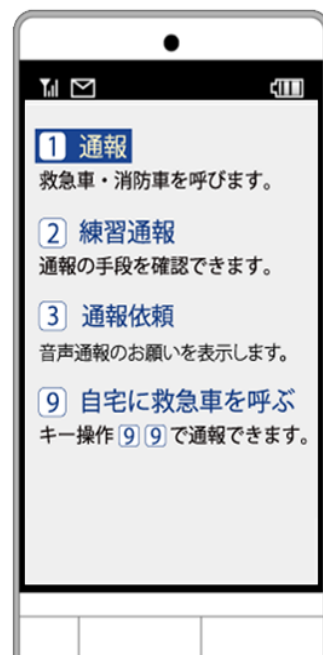 1 通報
救急車・消防車を呼びます。
2 練習通報
通報の手段を確認できます。
3 通報依頼
音声通報のお願いを表示します。
9 自宅に救急車を呼ぶ
キー操作99で通報できます。